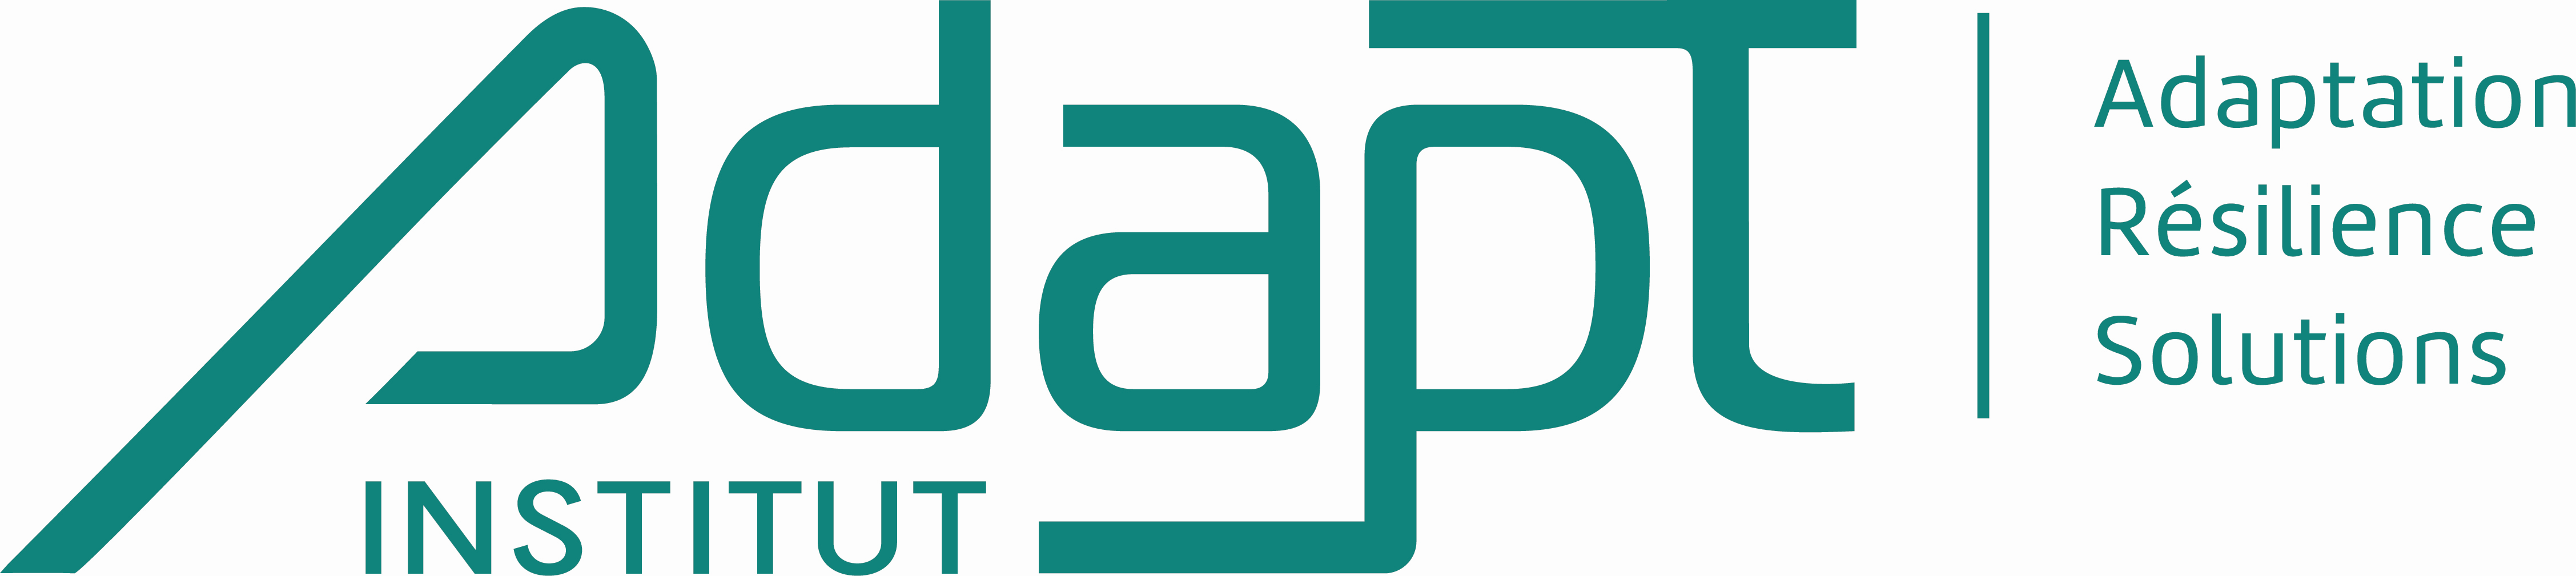 Adapt
INSTITUT
Adaptation
Résilience
Solutions